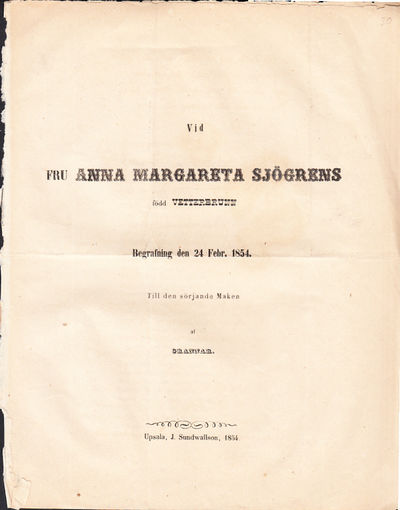 30
Vid
FRU ANNA MARGARETA SJÖGRENS
född VETTERBRUNN
Begrafning den 24 Febr. 1854.
Till den sörjande Maken
af
GRANNAR.
Upsala, J. Sundwallson, 1854